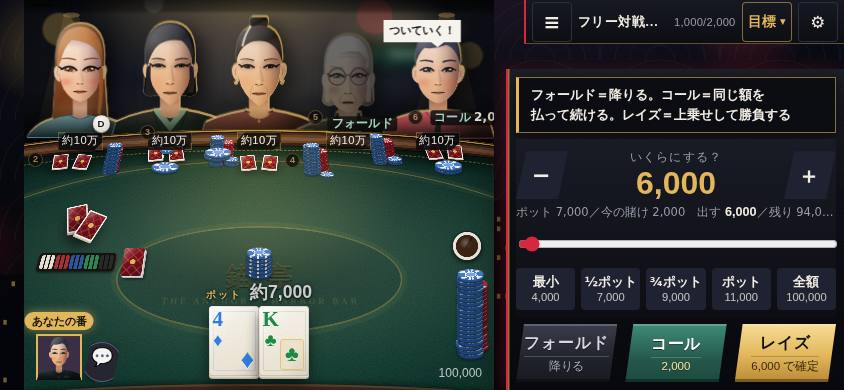 ついていく！
フリー対戦…
1,000/2,000
目標 ▾
フォールド＝降りる。コール＝同じ額を
払って続ける。レイズ＝上乗せして勝負する
D
3
5
フォールド
6
コール 2,0
約10万
約10万
約10万
約10万
2
4
いくらにする？
−
6,000
+
ポット 7,000／今の賭け 2,000 出す 6,000／残り 94,0…
最小
4,000
½ポット
7,000
¾ポット
9,000
ポット
11,000
全額
100,000
ポット 約7,000
4
K
あなたの番
100,000
フォールド
降りる
コール
2,000
レイズ
6,000 で確定